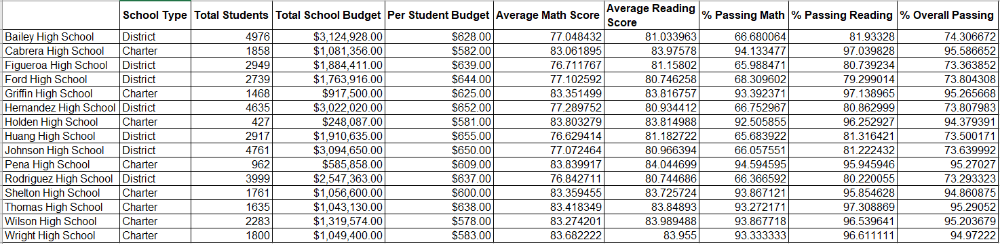 School Type Total Students Total School Budget Per Student Budget Average Math Score Average Reading Score % Passing Math % Passing Reading % Overall Passing
Bailey High School District 4976 $3,124,928.00 $628.00 77.048432 81.033963 66.680064 81.93328 74.306672
Cabrera High School Charter 1858 $1,081,356.00 $582.00 83.061895 83.97578 94.133477 97.039828 95.586652
Figueroa High School District 2949 $1,884,411.00 $639.00 76.711767 81.15802 65.988471 80.739234 73.363852
Ford High School District 2739 $1,763,916.00 $644.00 77.102592 80.746258 68.309602 79.299014 73.804308
Griffin High School Charter 1468 $917,500.00 $625.00 83.351499 83.816757 93.392371 97.138965 95.265668
Hernandez High School District 4635 $3,022,020.00 $652.00 77.289752 80.934412 66.752967 80.862999 73.807983
Holden High School Charter 427 $248,087.00 $581.00 83.803279 83.814988 92.505855 96.252927 94.379391
Huang High School District 2917 $1,910,635.00 $655.00 76.629414 81.182722 65.683922 81.316421 73.500171
Johnson High School District 4761 $3,094,650.00 $650.00 77.072464 80.966394 66.057551 81.222432 73.639992
Pena High School Charter 962 $585,858.00 $609.00 83.839917 84.044699 94.594595 95.945946 95.27027
Rodriguez High School District 3999 $2,547,363.00 $637.00 76.842711 80.744686 66.366592 80.220055 73.293323
Shelton High School Charter 1761 $1,056,600.00 $600.00 83.359455 83.725724 93.867121 95.854628 94.860875
Thomas High School Charter 1635 $1,043,130.00 $638.00 83.418349 83.84893 93.272171 97.308869 95.29052
Wilson High School Charter 2283 $1,319,574.00 $578.00 83.274201 83.989488 93.867718 96.539641 95.203679
Wright High School Charter 1800 $1,049,400.00 $583.00 83.682222 83.955 93.333333 96.611111 94.97222